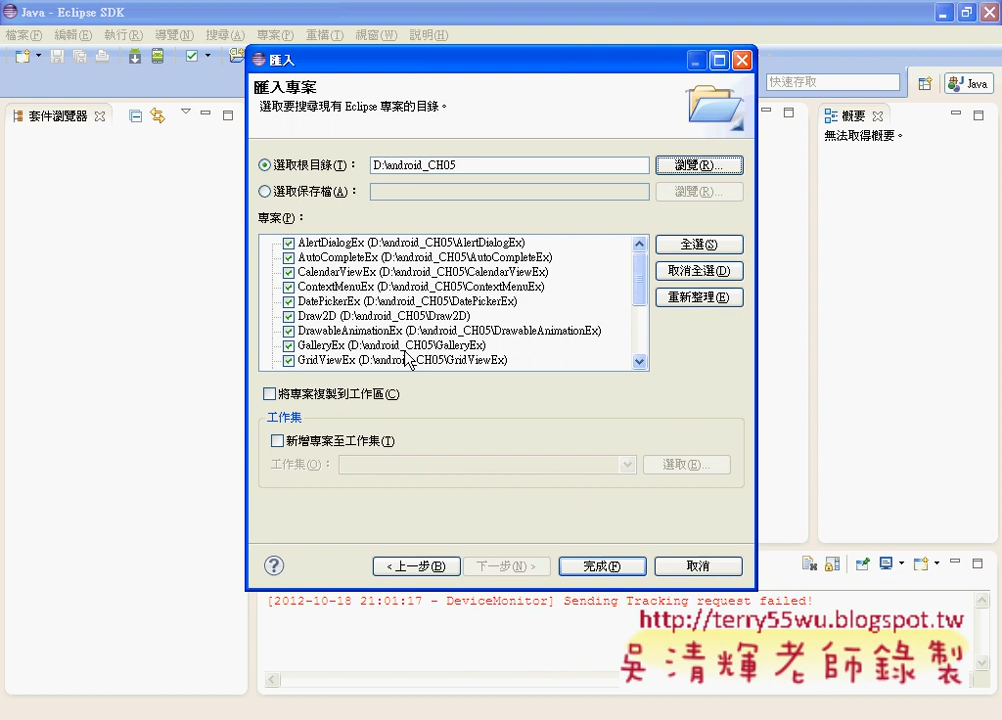 Java - Eclipse SDK
檔案(F) 編輯(E) 執行(R) 導覽(N) 搜尋(A) 專案(P) 重構(T) 視窗(W) 說明(H)
快速存取
Java
套件瀏覽器
概要
無法取得概要。
匯入
匯入專案
選取要搜尋現有 Eclipse 專案的目錄。
選取根目錄(T)： D:\android_CH05 瀏覽(R)...
選取保存檔(A)： 瀏覽(R)...
專案(P)：
AlertDialogEx (D:\android_CH05\AlertDialogEx)
AutoCompleteEx (D:\android_CH05\AutoCompleteEx)
CalendarViewEx (D:\android_CH05\CalendarViewEx)
ContextMenuEx (D:\android_CH05\ContextMenuEx)
DatePickerEx (D:\android_CH05\DatePickerEx)
Draw2D (D:\android_CH05\Draw2D)
DrawableAnimationEx (D:\android_CH05\DrawableAnimationEx)
GalleryEx (D:\android_CH05\GalleryEx)
GridViewEx (D:\android_CH05\GridViewEx)
全選(S)
取消全選(D)
重新整理(E)
將專案複製到工作區(C)
工作集
新增專案至工作集(T)
工作集(O)： 選取(E)...
< 上一步(B) 下一步(N) > 完成(F) 取消
[2012-10-18 21:01:17 - DeviceMonitor] Sending Tracking request failed!
http://terry55wu.blogspot.tw
吳清輝老師錄製